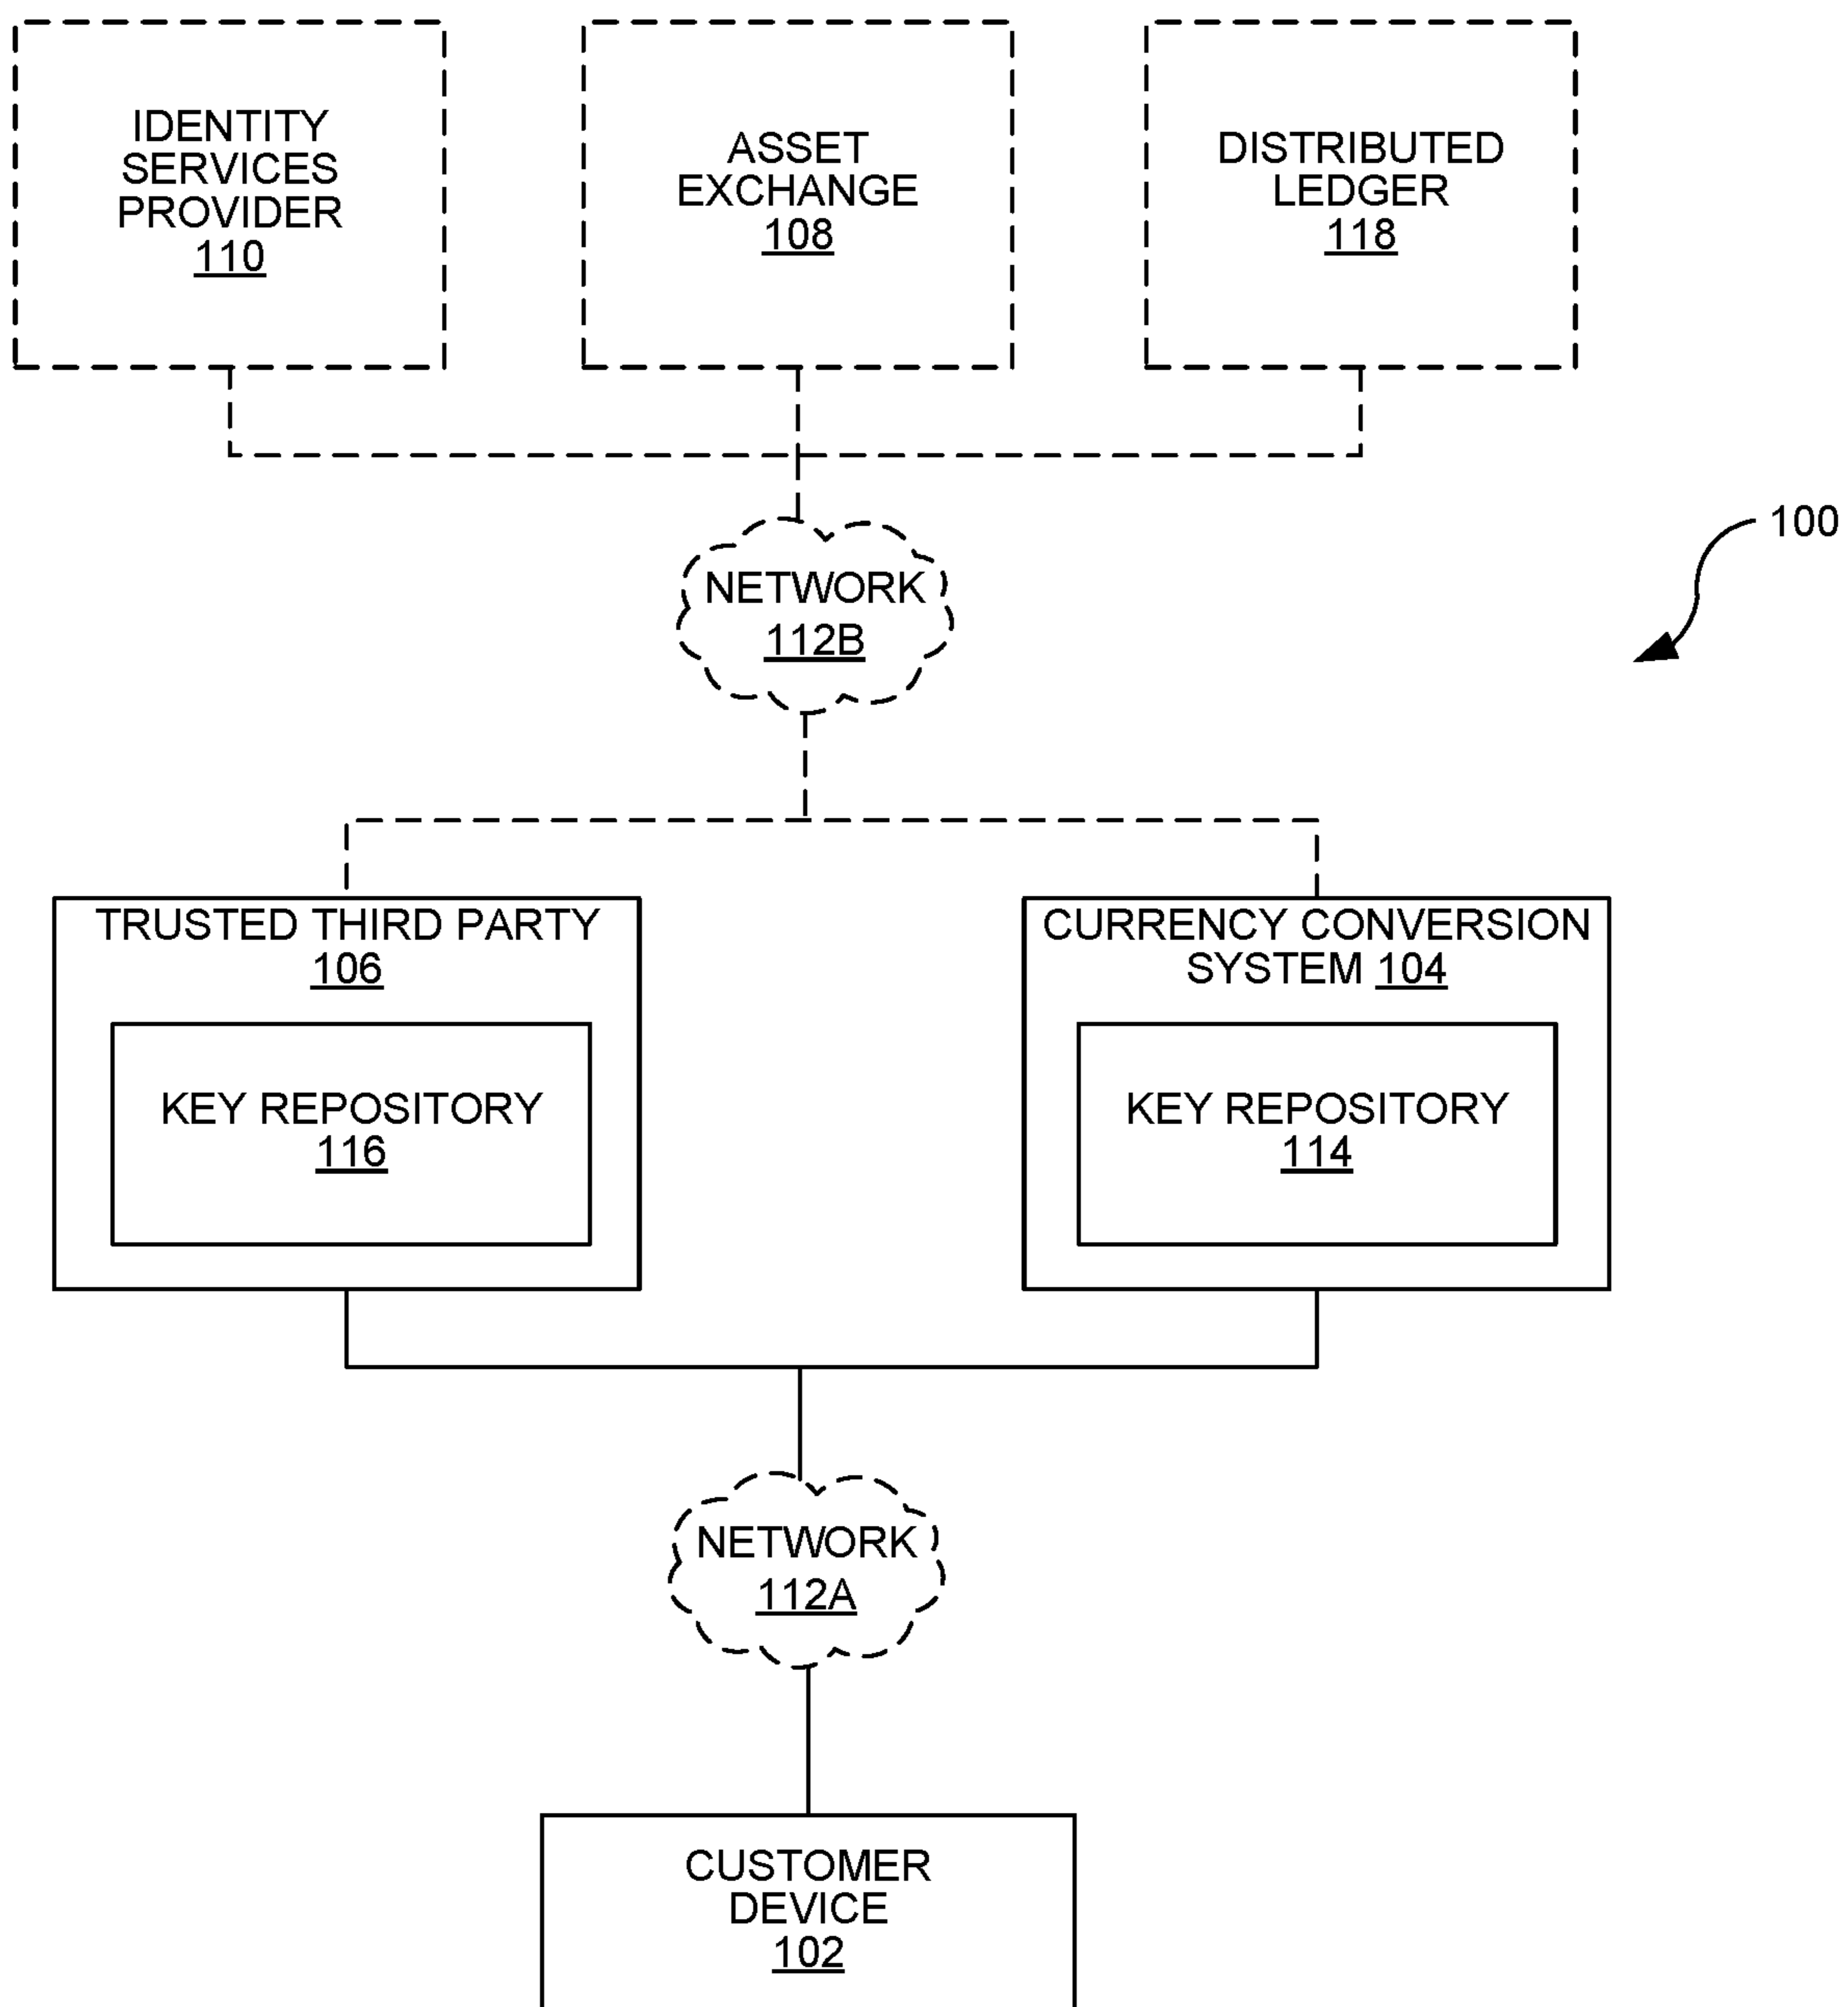 IDENTITY
SERVICES
PROVIDER
110
ASSET
EXCHANGE
108
DISTRIBUTED
LEDGER
118
100
NETWORK
112B
TRUSTED THIRD PARTY
106
KEY REPOSITORY
116
CURRENCY CONVERSION
SYSTEM 104
KEY REPOSITORY
114
NETWORK
112A
CUSTOMER
DEVICE
102